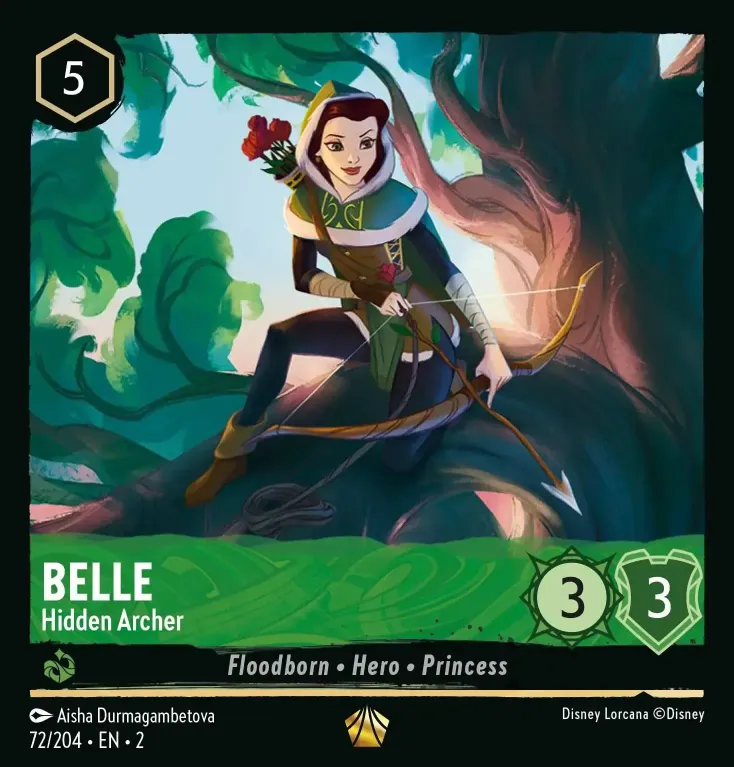 5
BELLE
Hidden Archer
3
3
Floodborn • Hero • Princess
Aisha Durmagambetova
Disney Lorcana ©Disney
72/204 • EN • 2